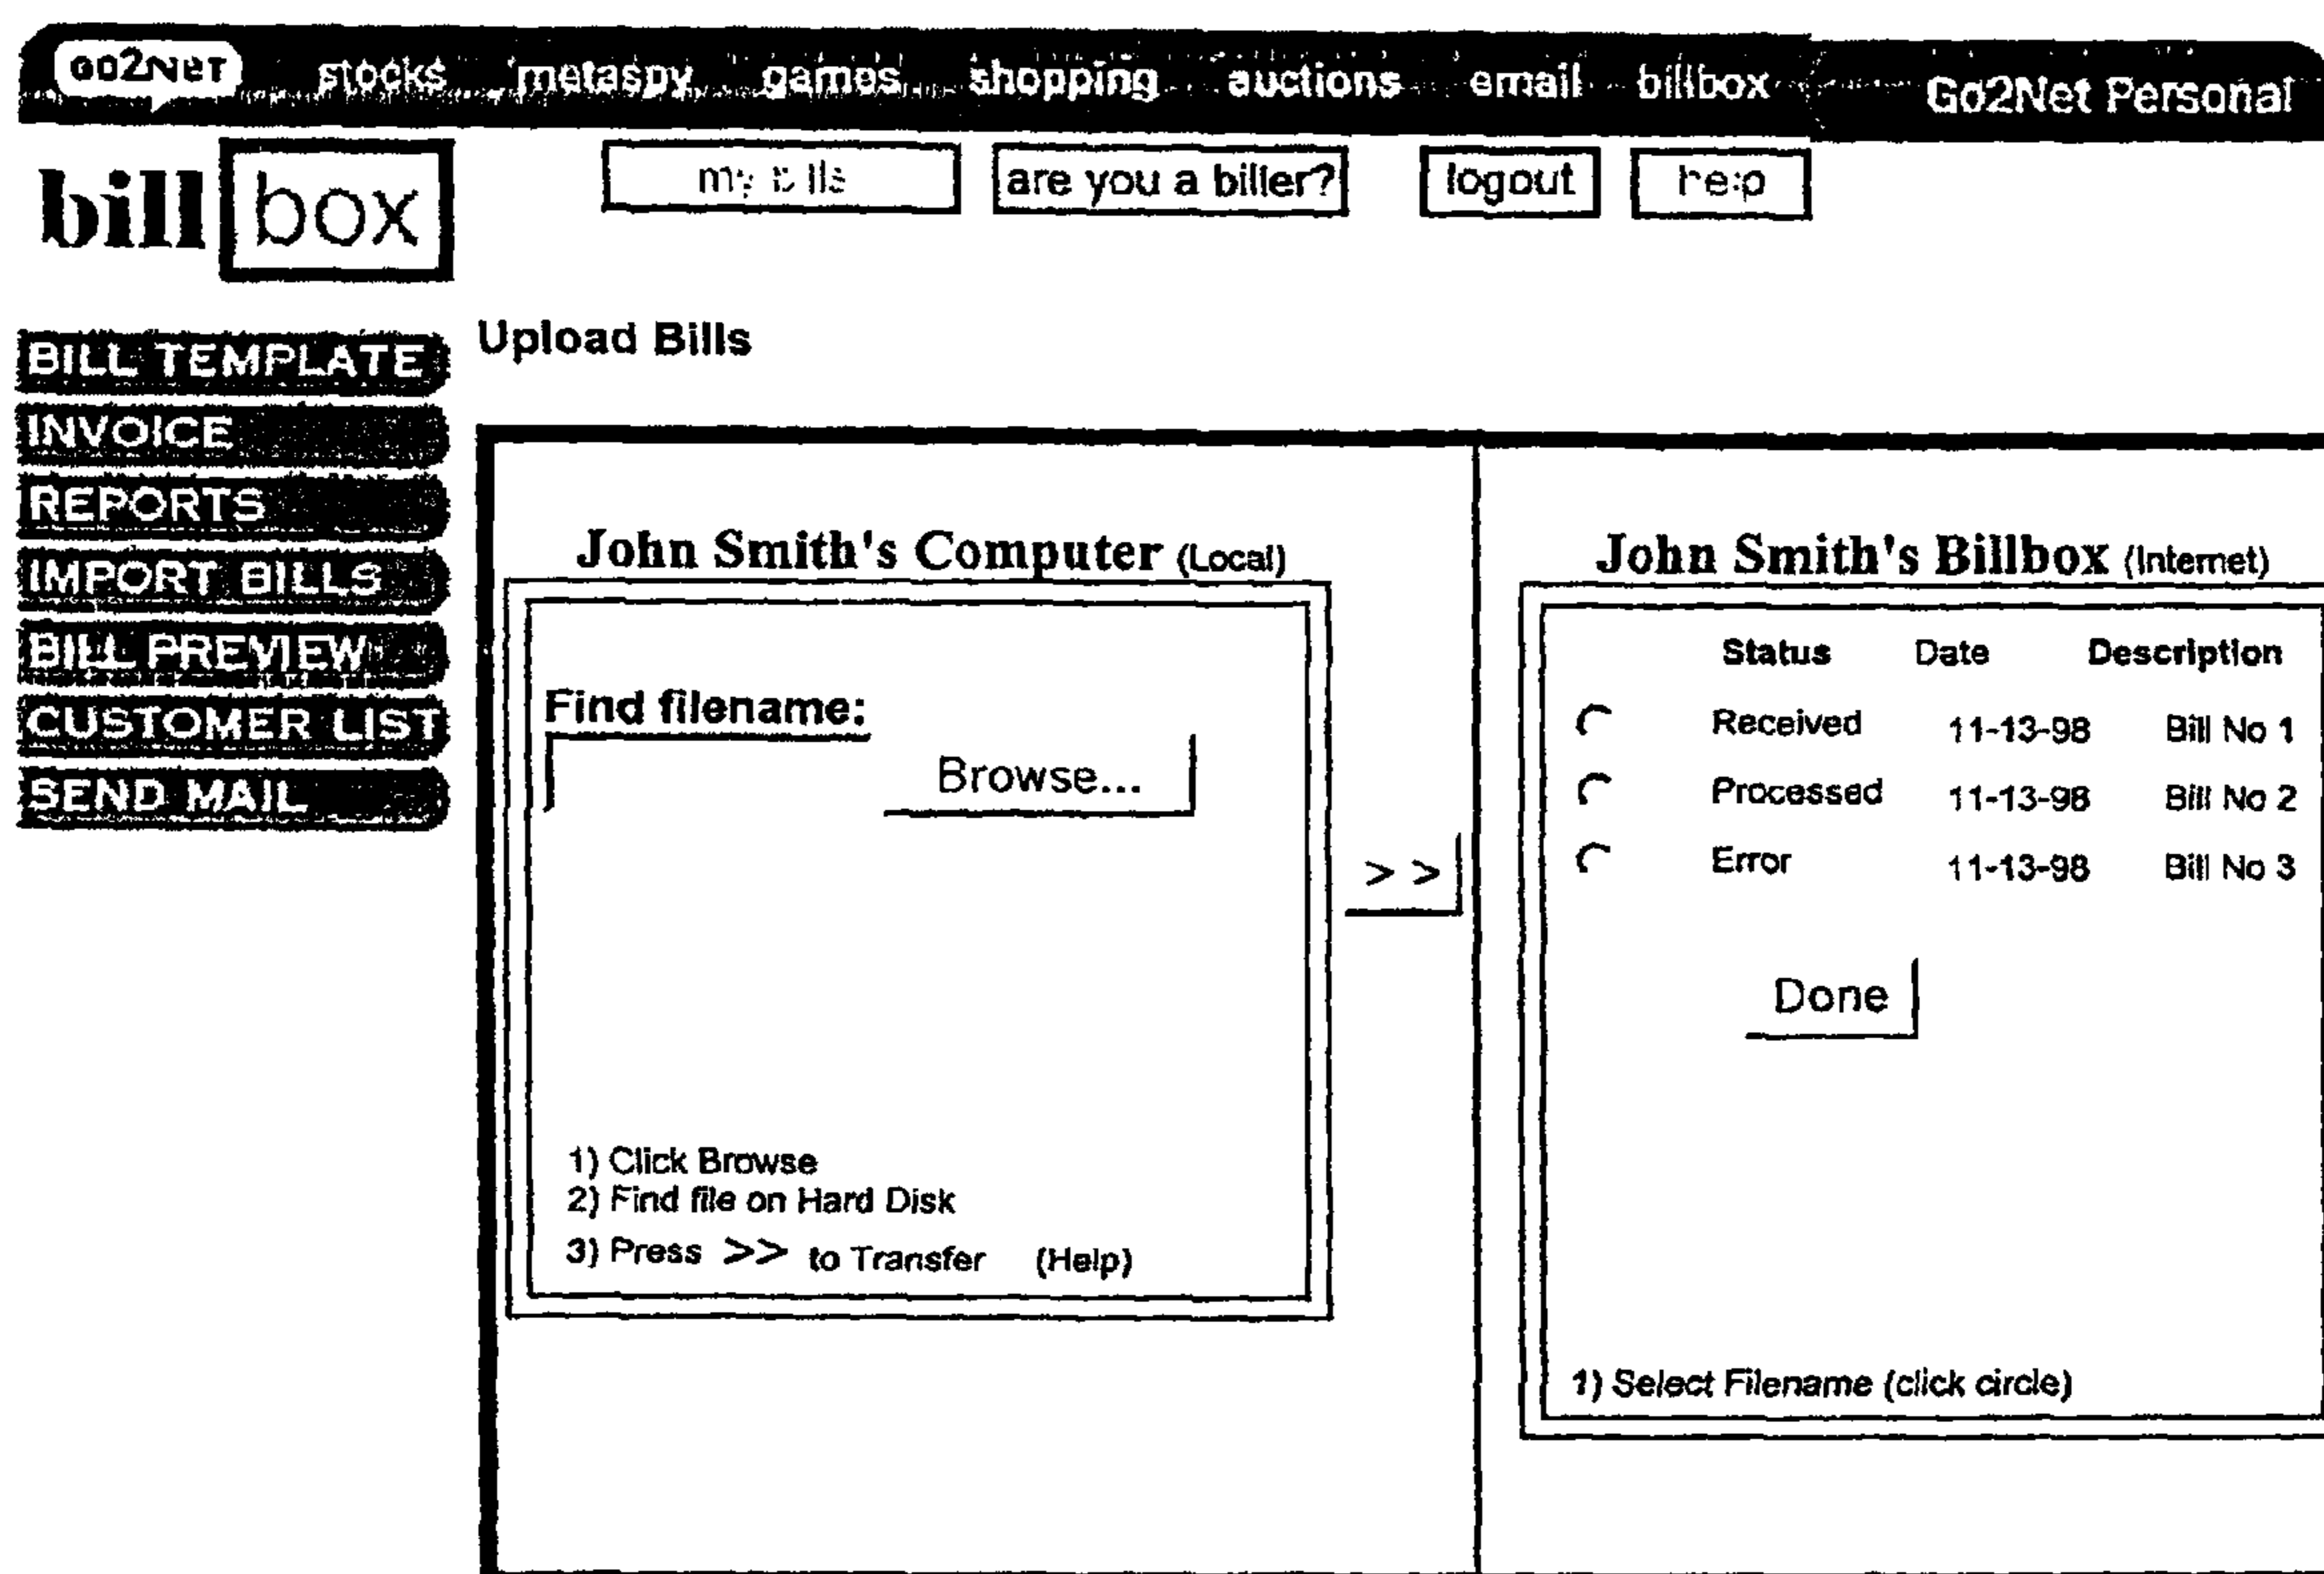 GO2NET stocks metaspy games shopping auctions email billbox Go2Net Personal
bill box my bills are you a biller? logout help
Upload Bills
BILL TEMPLATE
INVOICE
REPORTS
IMPORT BILLS
BILL PREVIEW
CUSTOMER LIST
SEND MAIL
John Smith's Computer (Local)
Find filename:
Browse...
1) Click Browse
2) Find file on Hard Disk
3) Press >> to Transfer (Help)
>>
John Smith's Billbox (Internet)
Status Date Description
Received 11-13-98 Bill No 1
Processed 11-13-98 Bill No 2
Error 11-13-98 Bill No 3
Done
1) Select Filename (click circle)